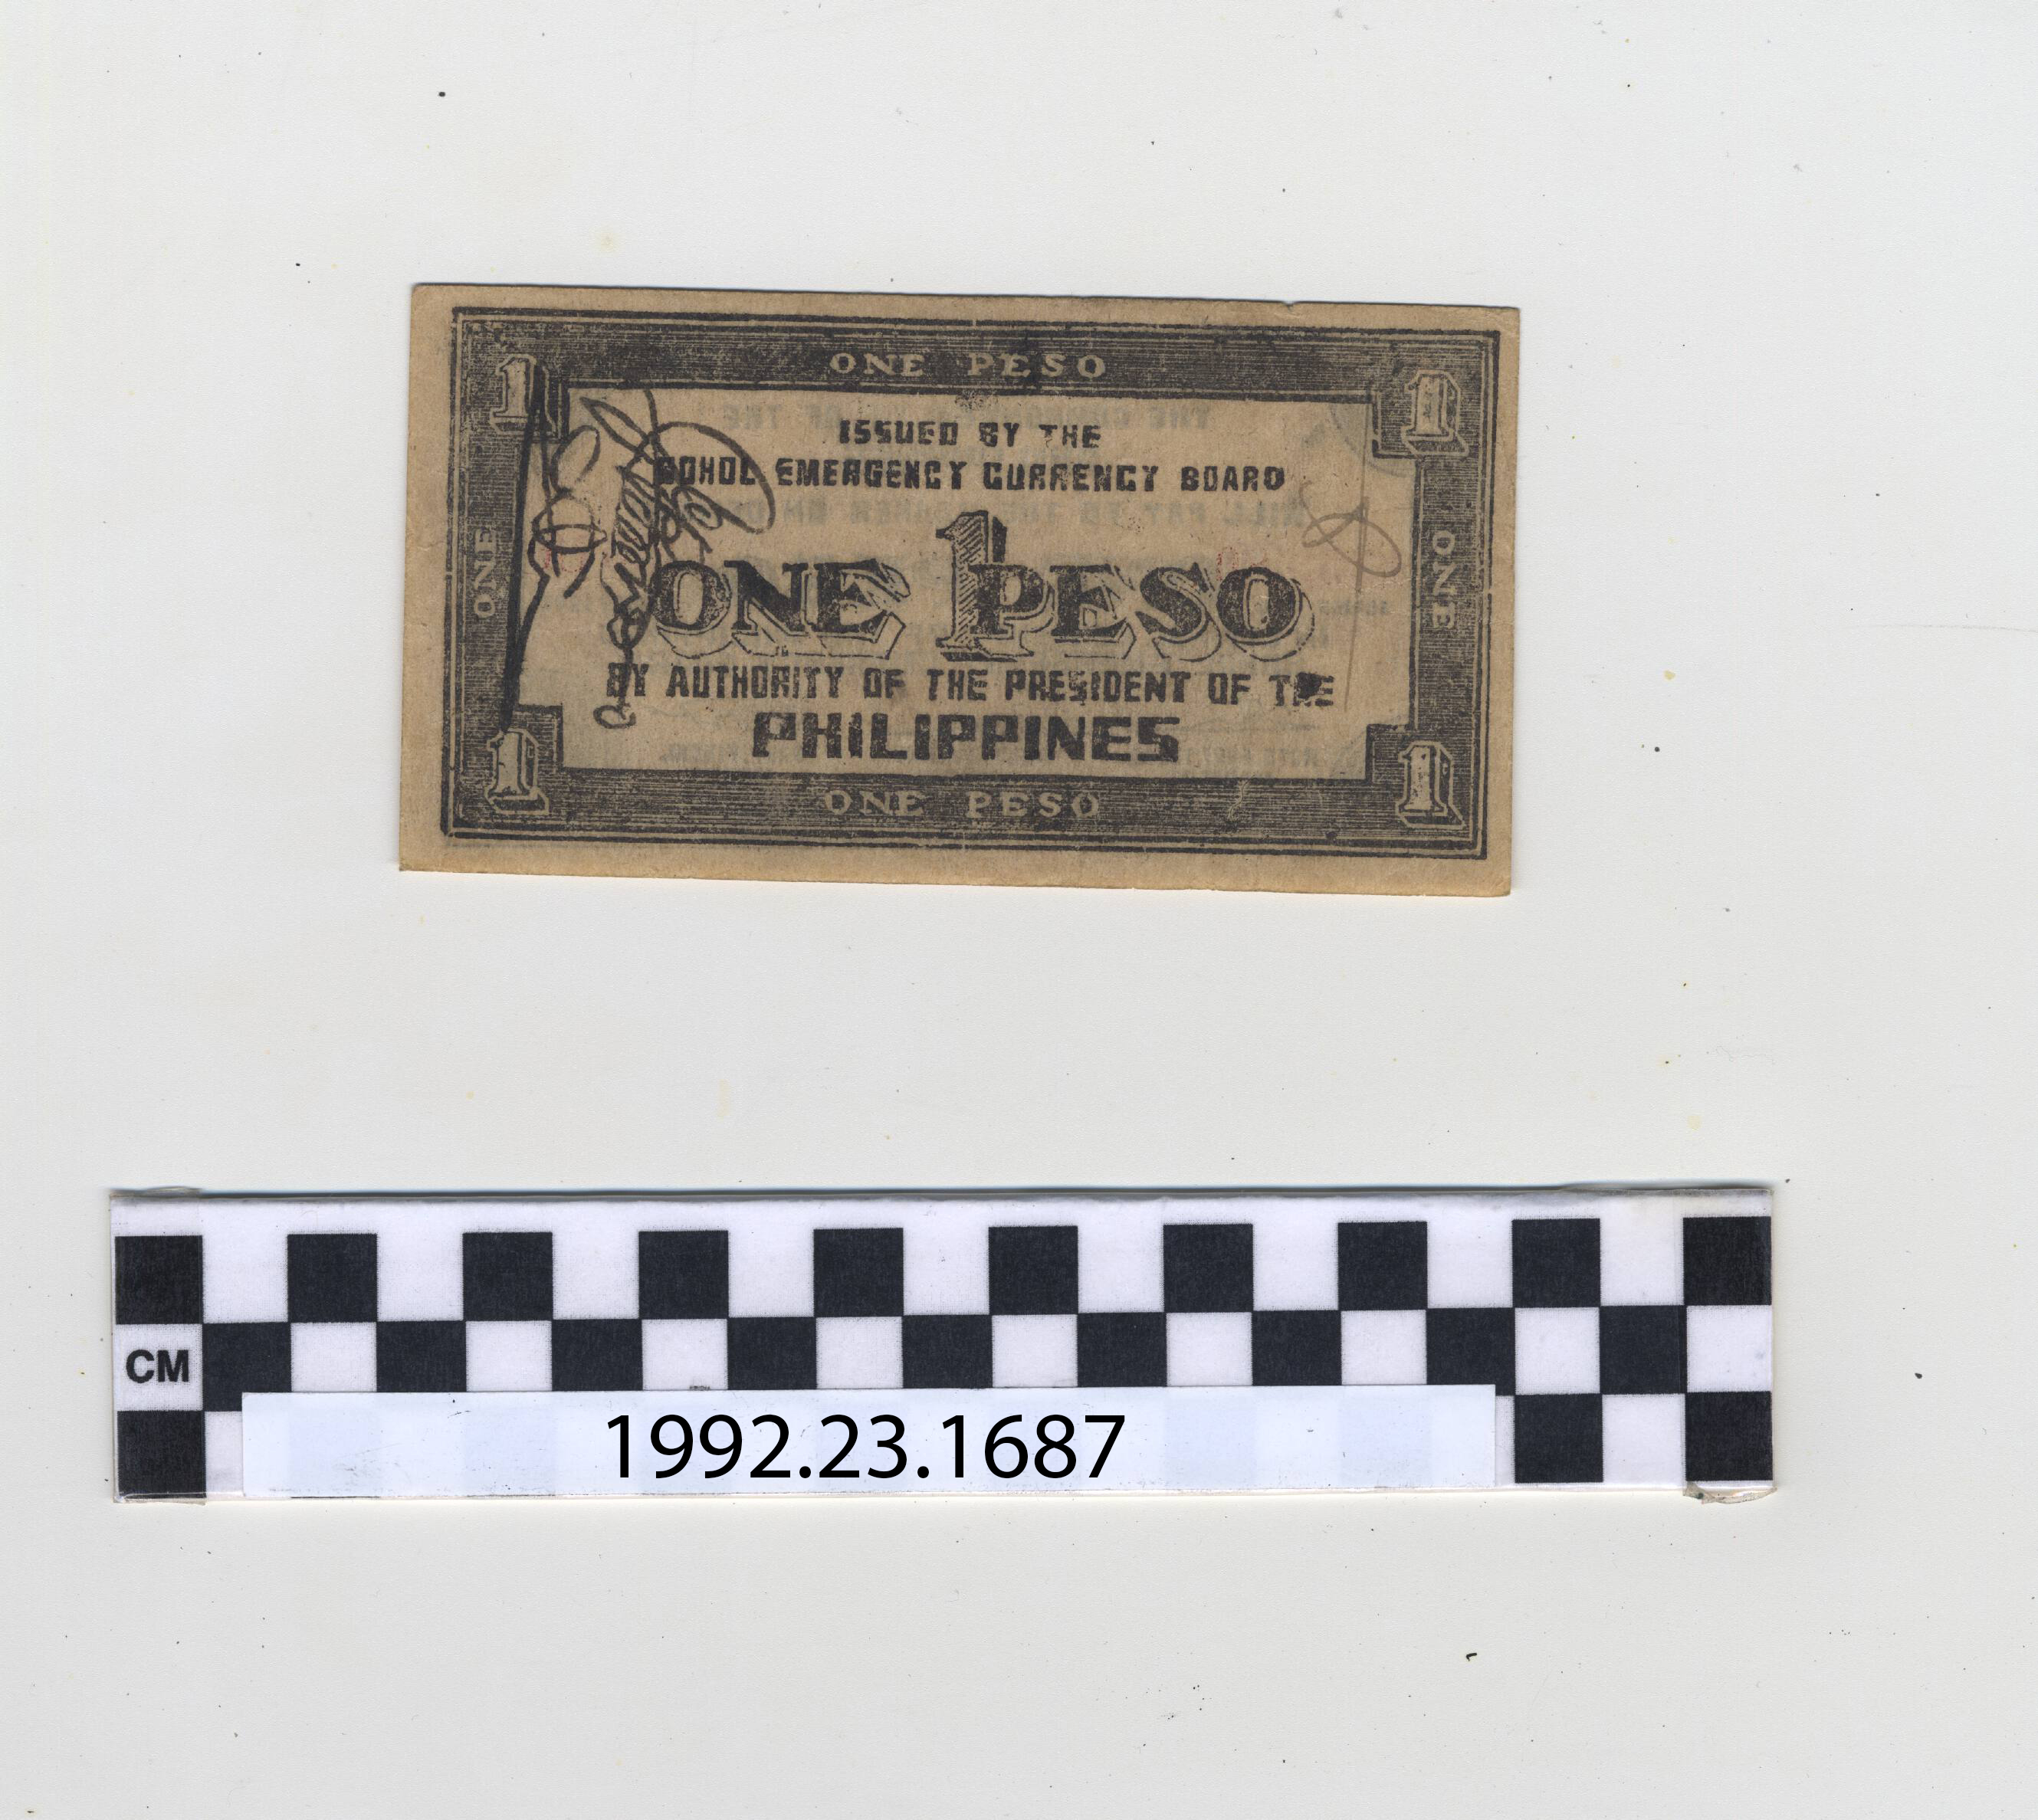 ONE PESO
1 1
ISSUED BY THE
BOHOL EMERGENCY CURRENCY BOARD
ONE ONE
ONE 1 PESO
BY AUTHORITY OF THE PRESIDENT OF THE
PHILIPPINES
1 1
ONE PESO
CM
1992.23.1687